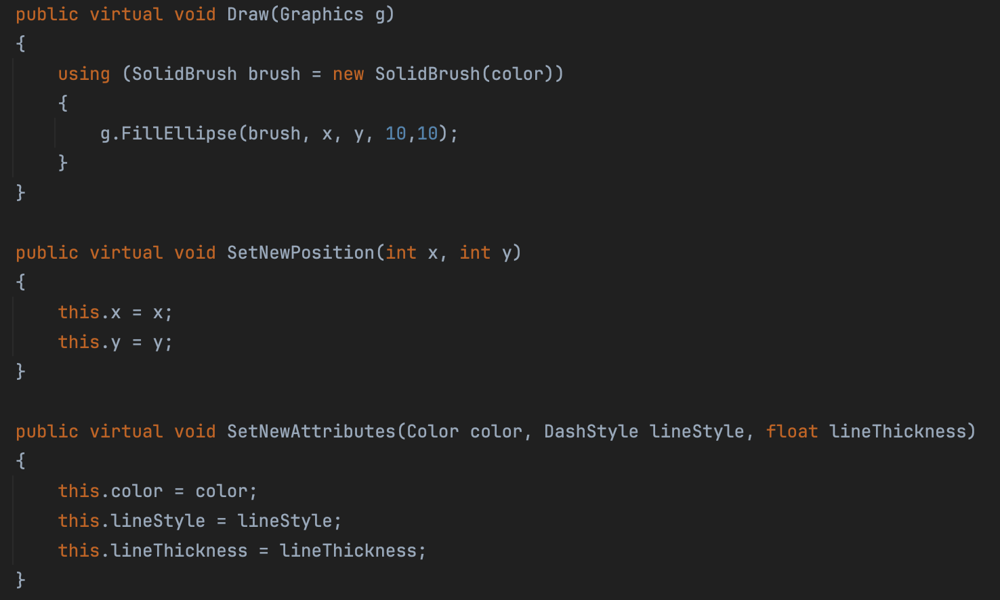 public virtual void Draw(Graphics g)
{
    using (SolidBrush brush = new SolidBrush(color))
    {
        g.FillEllipse(brush, x, y, 10,10);
    }
}

public virtual void SetNewPosition(int x, int y)
{
    this.x = x;
    this.y = y;
}

public virtual void SetNewAttributes(Color color, DashStyle lineStyle, float lineThickness)
{
    this.color = color;
    this.lineStyle = lineStyle;
    this.lineThickness = lineThickness;
}